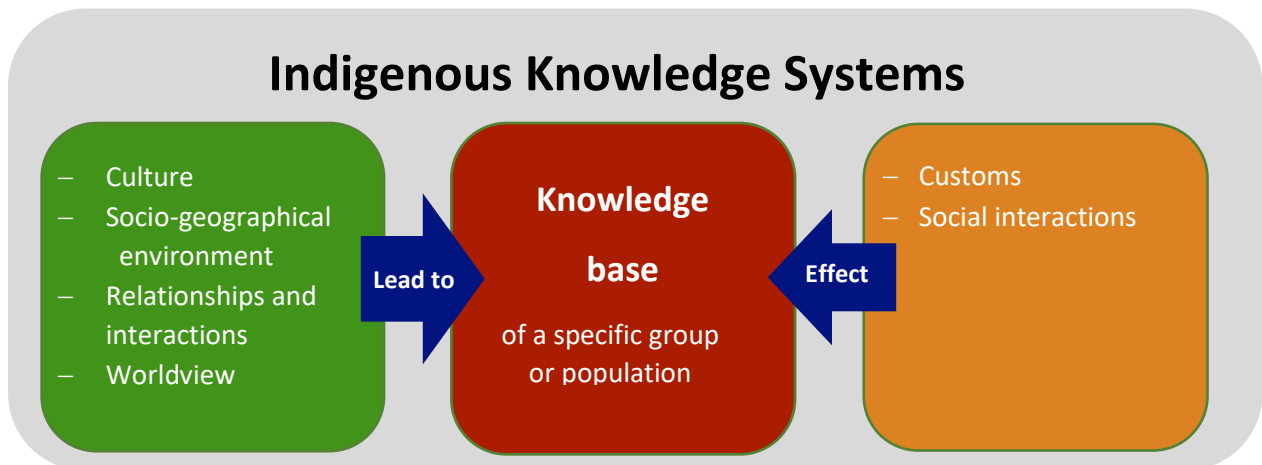 Indigenous Knowledge Systems
– Culture
– Socio-geographical
environment
– Relationships and
interactions
– Worldview
Lead to
Knowledge
base
of a specific group
or population
Effect
– Customs
– Social interactions